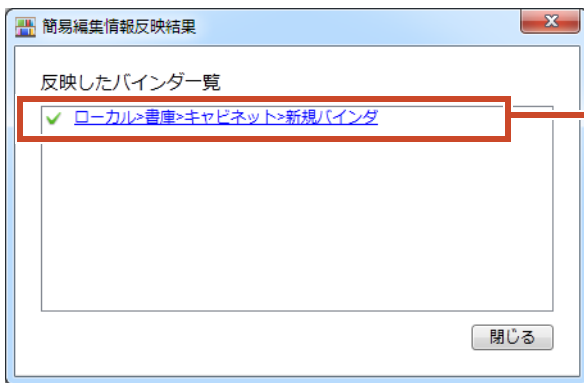 簡易編集情報反映結果
反映したバインダ一覧
ローカル>書庫>キャビネット>新規バインダ
閉じる